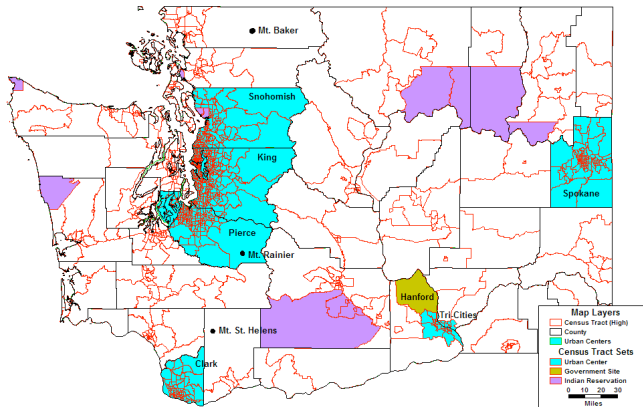 Mt. Baker
Snohomish
King
Spokane
Pierce
Mt. Rainier
Hanford
Tri-Cities
Mt. St. Helens
Clark
Map Layers
Census Tract (High)
County
Urban Centers
Census Tract Sets
Urban Center
Government Site
Indian Reservation
0 10 20 30
Miles